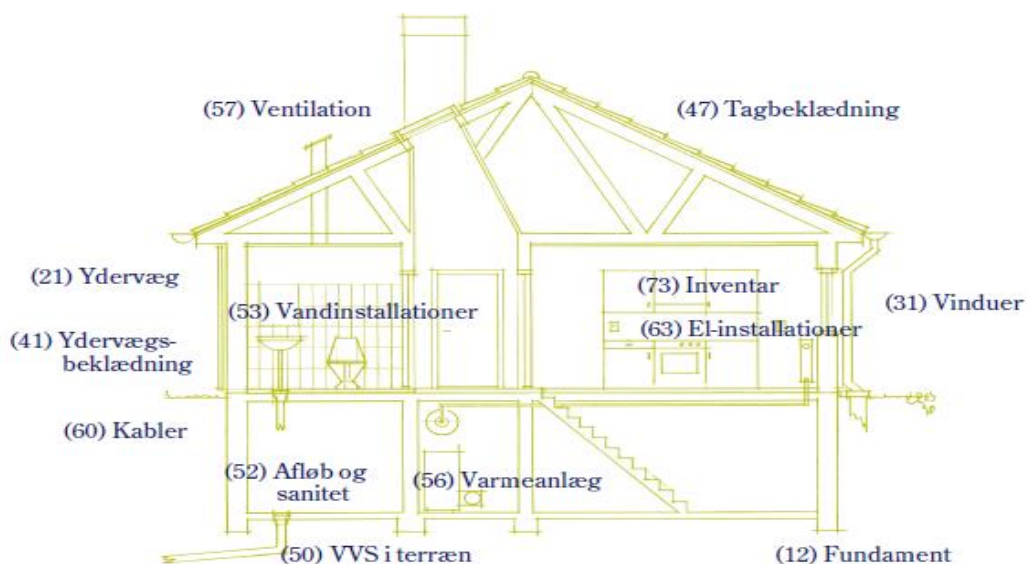 (57) Ventilation
(47) Tagbeklædning
(21) Ydervæg
(73) Inventar
(31) Vinduer
(53) Vandinstallationer
(63) El-installationer
(41) Ydervægs-
beklædning
(60) Kabler
(52) Afløb og
sanitet
(56) Varmeanlæg
(50) VVS i terræn
(12) Fundament